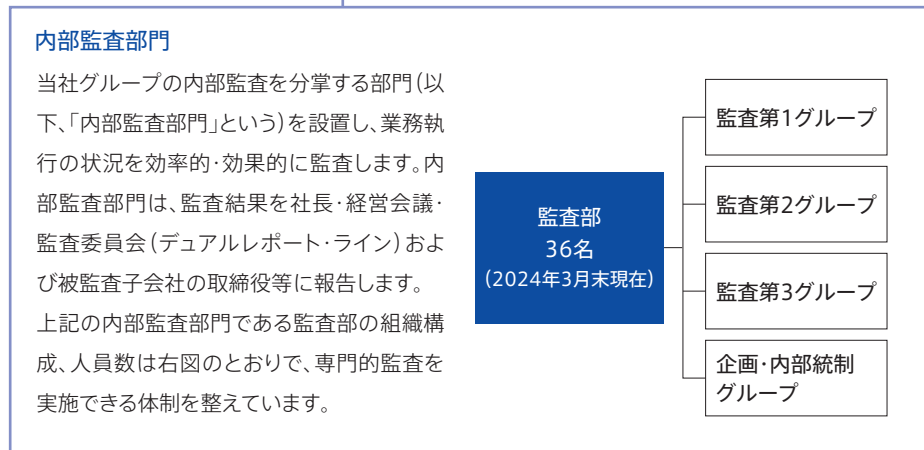 内部監査部門
当社グループの内部監査を分掌する部門(以
下、「内部監査部門」という)を設置し、業務執
行の状況を効率的・効果的に監査します。内
部監査部門は、監査結果を社長・経営会議・
監査委員会(デュアルレポート・ライン)およ
び被監査子会社の取締役等に報告します。
上記の内部監査部門である監査部の組織構
成、人員数は右図のとおりで、専門的監査を
実施できる体制を整えています。
監査部
36名
(2024年3月末現在)
監査第1グループ
監査第2グループ
監査第3グループ
企画・内部統制
グループ